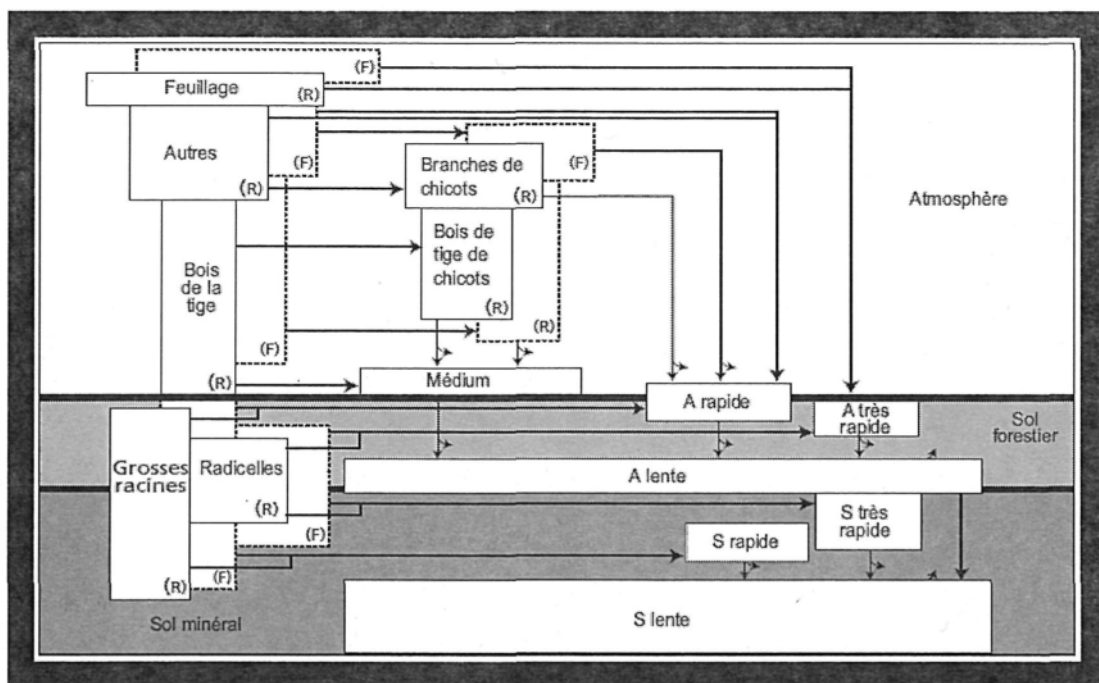 (F)
Feuillage
(R)
Autres
(F)
(R)
Branches de
chicots
(F)
(R)
Atmosphère
Bois de
tige de
chicots
(R)
(R)
Bois
de la
tige
(F)
(R)
Médium
A rapide
A très
rapide
Sol
forestier
Grosses
racines
Radicelles
(R)
(F)
A lente
S très
rapide
S rapide
(R)
(F)
Sol minéral
S lente